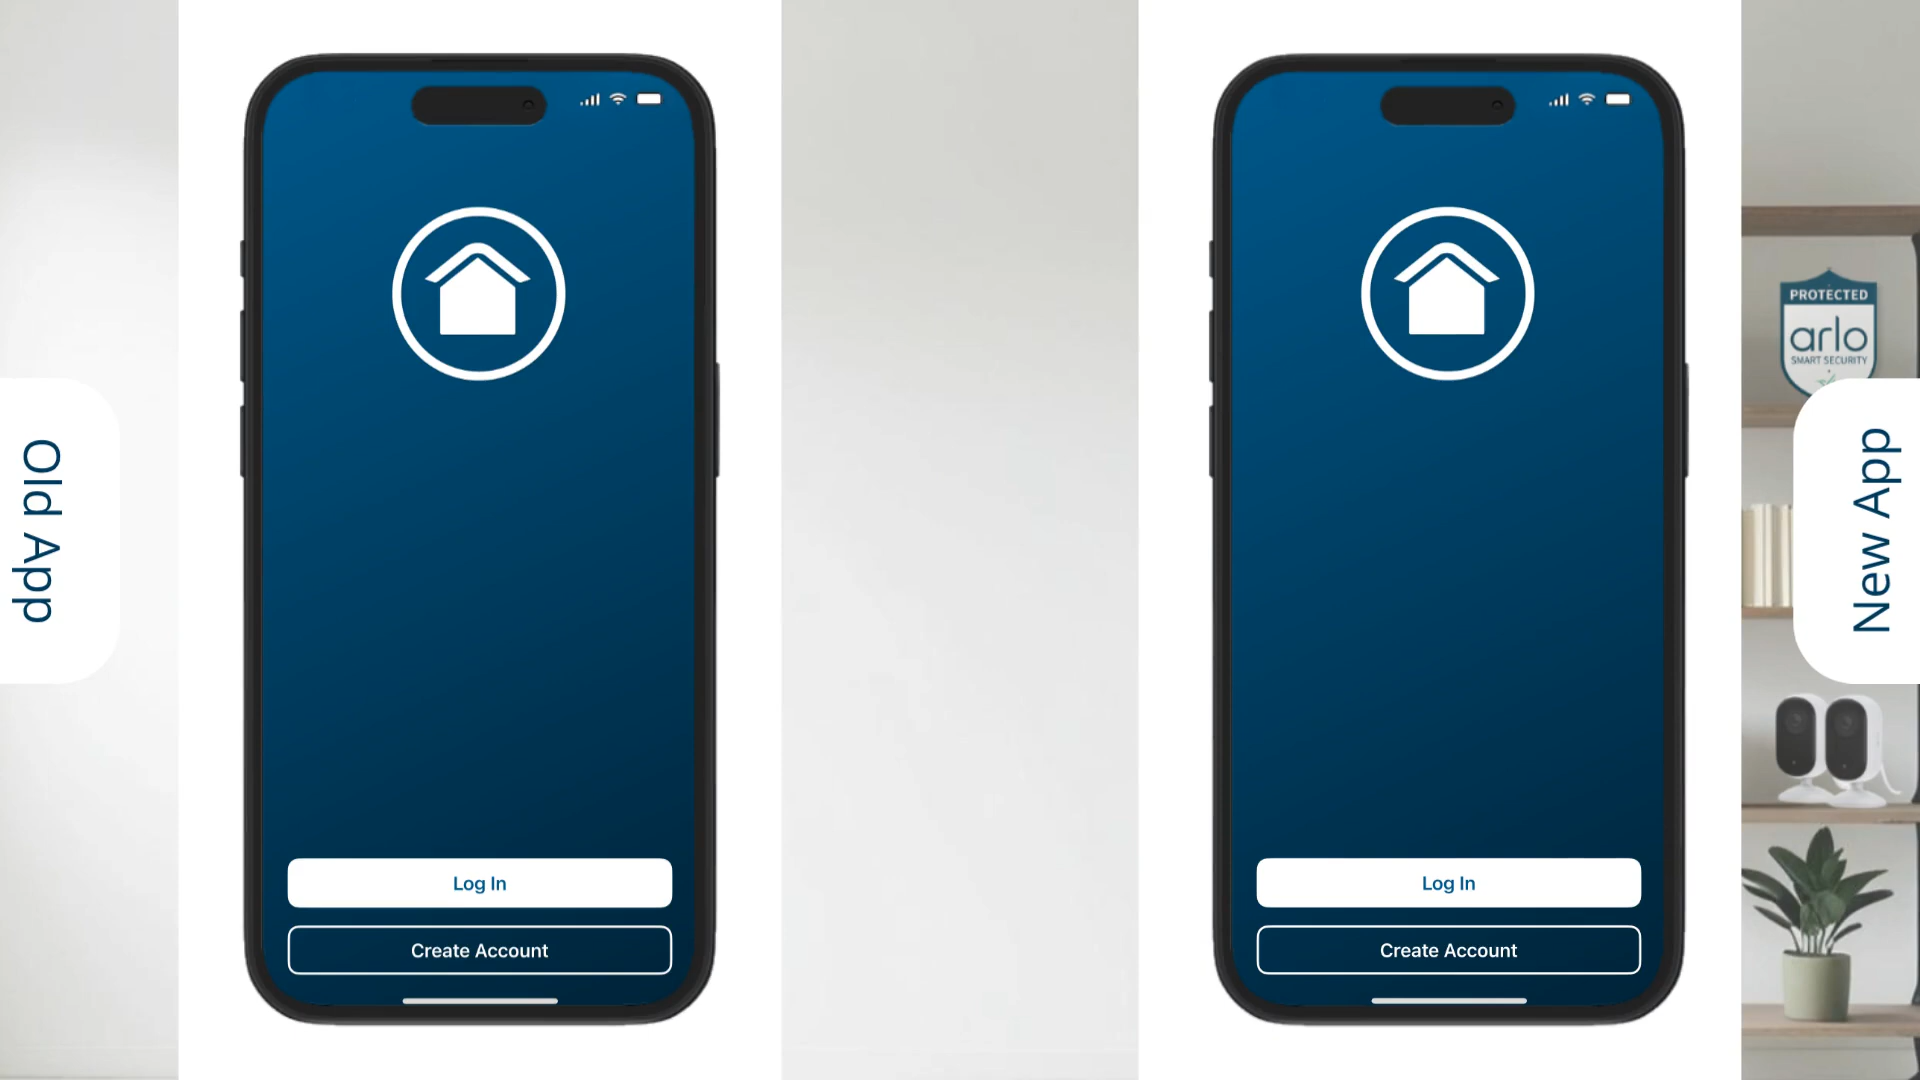 Old App
Log In
Create Account
Log In
Create Account
New App
PROTECTED
arlo
SMART SECURITY